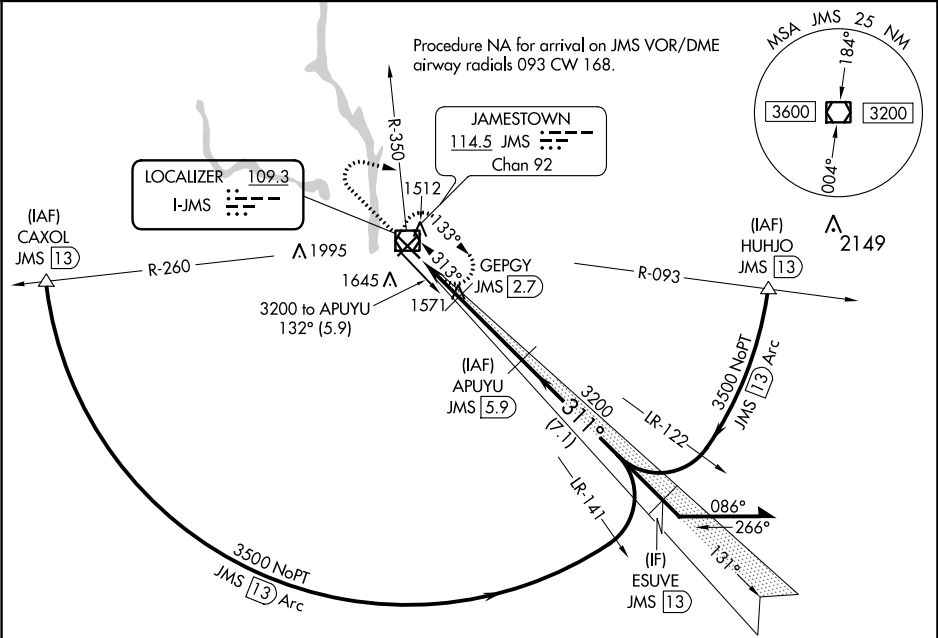 Procedure NA for arrival on JMS VOR/DME
airway radials 093 CW 168.
MSA JMS 25 NM
184°
3600
3200
004°
2149
R-350
JAMESTOWN
114.5 JMS
Chan 92
LOCALIZER 109.3
I-JMS
1512
133°
313°
(IAF)
CAXOL
JMS 13
R-260
1995
1645
1571
GEPGY
JMS 2.7
3200 to APUYU
132° (5.9)
(IAF)
HUHJO
JMS 13
R-093
(IAF)
APUYU
JMS 5.9
3200
311°
(7.1)
LR-122
3500 NoPT
JMS 13 Arc
LR-141
086°
266°
131°
(IF)
ESUVE
JMS 13
3500 NoPT
JMS 13 Arc